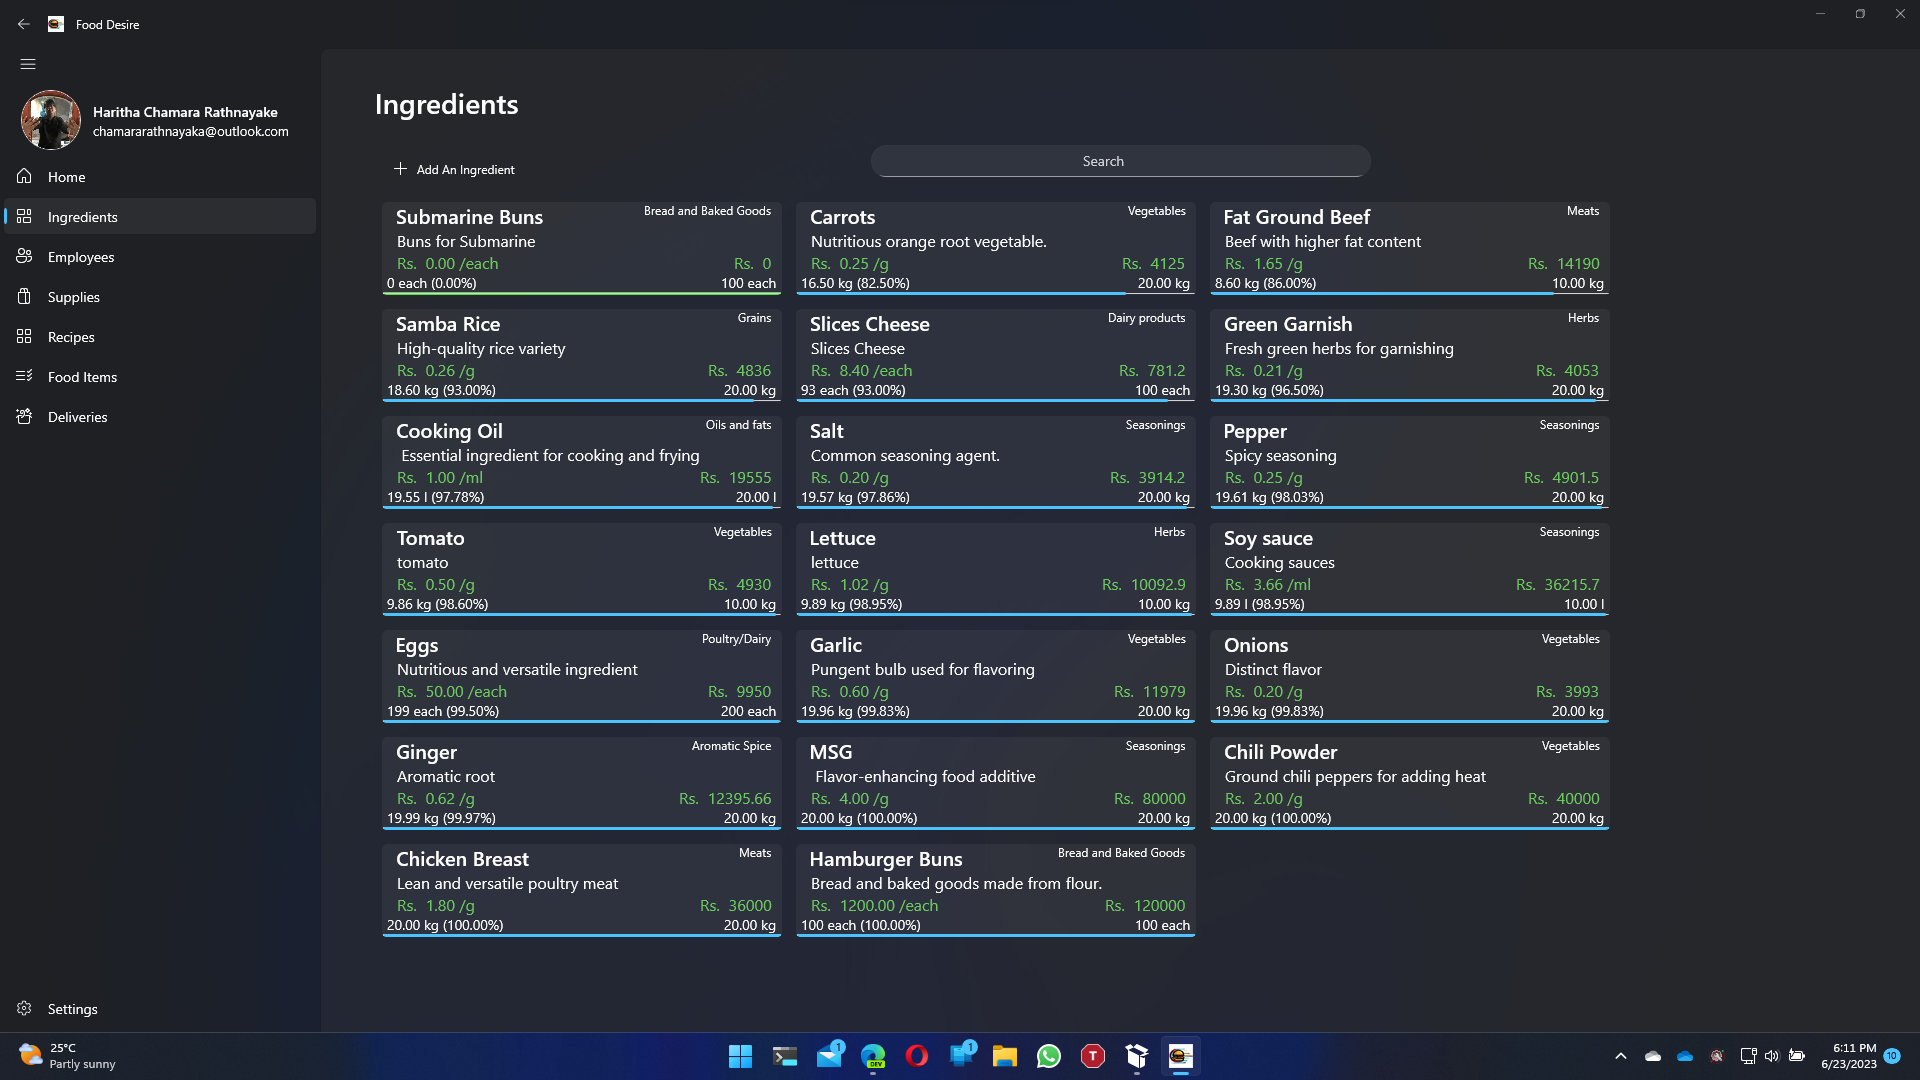 Food Desire
Haritha Chamara Rathnayake
chamararathnayaka@outlook.com
Home
Ingredients
Employees
Supplies
Recipes
Food Items
Deliveries
Settings
Ingredients
Add An Ingredient
Search
Submarine Buns Bread and Baked Goods
Buns for Submarine
Rs. 0.00 /each Rs. 0
0 each (0.00%) 100 each
Carrots Vegetables
Nutritious orange root vegetable.
Rs. 0.25 /g Rs. 4125
16.50 kg (82.50%) 20.00 kg
Fat Ground Beef Meats
Beef with higher fat content
Rs. 1.65 /g Rs. 14190
8.60 kg (86.00%) 10.00 kg
Samba Rice Grains
High-quality rice variety
Rs. 0.26 /g Rs. 4836
18.60 kg (93.00%) 20.00 kg
Slices Cheese Dairy products
Slices Cheese
Rs. 8.40 /each Rs. 781.2
93 each (93.00%) 100 each
Green Garnish Herbs
Fresh green herbs for garnishing
Rs. 0.21 /g Rs. 4053
19.30 kg (96.50%) 20.00 kg
Cooking Oil Oils and fats
Essential ingredient for cooking and frying
Rs. 1.00 /ml Rs. 19555
19.55 l (97.78%) 20.00 l
Salt Seasonings
Common seasoning agent.
Rs. 0.20 /g Rs. 3914.2
19.57 kg (97.86%) 20.00 kg
Pepper Seasonings
Spicy seasoning
Rs. 0.25 /g Rs. 4901.5
19.61 kg (98.03%) 20.00 kg
Tomato Vegetables
tomato
Rs. 0.50 /g Rs. 4930
9.86 kg (98.60%) 10.00 kg
Lettuce Herbs
lettuce
Rs. 1.02 /g Rs. 10092.9
9.89 kg (98.95%) 10.00 kg
Soy sauce Seasonings
Cooking sauces
Rs. 3.66 /ml Rs. 36215.7
9.89 l (98.95%) 10.00 l
Eggs Poultry/Dairy
Nutritious and versatile ingredient
Rs. 50.00 /each Rs. 9950
199 each (99.50%) 200 each
Garlic Vegetables
Pungent bulb used for flavoring
Rs. 0.60 /g Rs. 11979
19.96 kg (99.83%) 20.00 kg
Onions Vegetables
Distinct flavor
Rs. 0.20 /g Rs. 3993
19.96 kg (99.83%) 20.00 kg
Ginger Aromatic Spice
Aromatic root
Rs. 0.62 /g Rs. 12395.66
19.99 kg (99.97%) 20.00 kg
MSG Seasonings
Flavor-enhancing food additive
Rs. 4.00 /g Rs. 80000
20.00 kg (100.00%) 20.00 kg
Chili Powder Vegetables
Ground chili peppers for adding heat
Rs. 2.00 /g Rs. 40000
20.00 kg (100.00%) 20.00 kg
Chicken Breast Meats
Lean and versatile poultry meat
Rs. 1.80 /g Rs. 36000
20.00 kg (100.00%) 20.00 kg
Hamburger Buns Bread and Baked Goods
Bread and baked goods made from flour.
Rs. 1200.00 /each Rs. 120000
100 each (100.00%) 100 each
25°C
Partly sunny
1
DEV
1
T
6:11 PM
6/23/2023
10